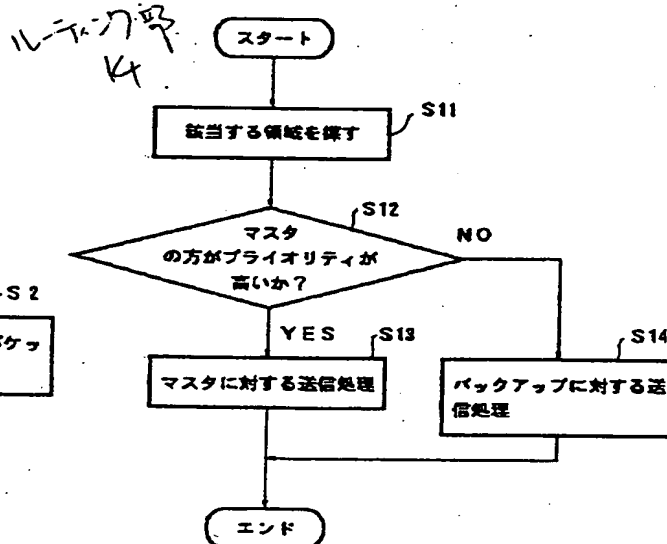 ルーティング部
スタート
該当する領域を探す
S11
S12
マスタ
の方がプライオリティが
高いか？
NO
S2
YES
S13
S14
ケッ
マスタに対する送信処理
バックアップに対する送
信処理
エンド